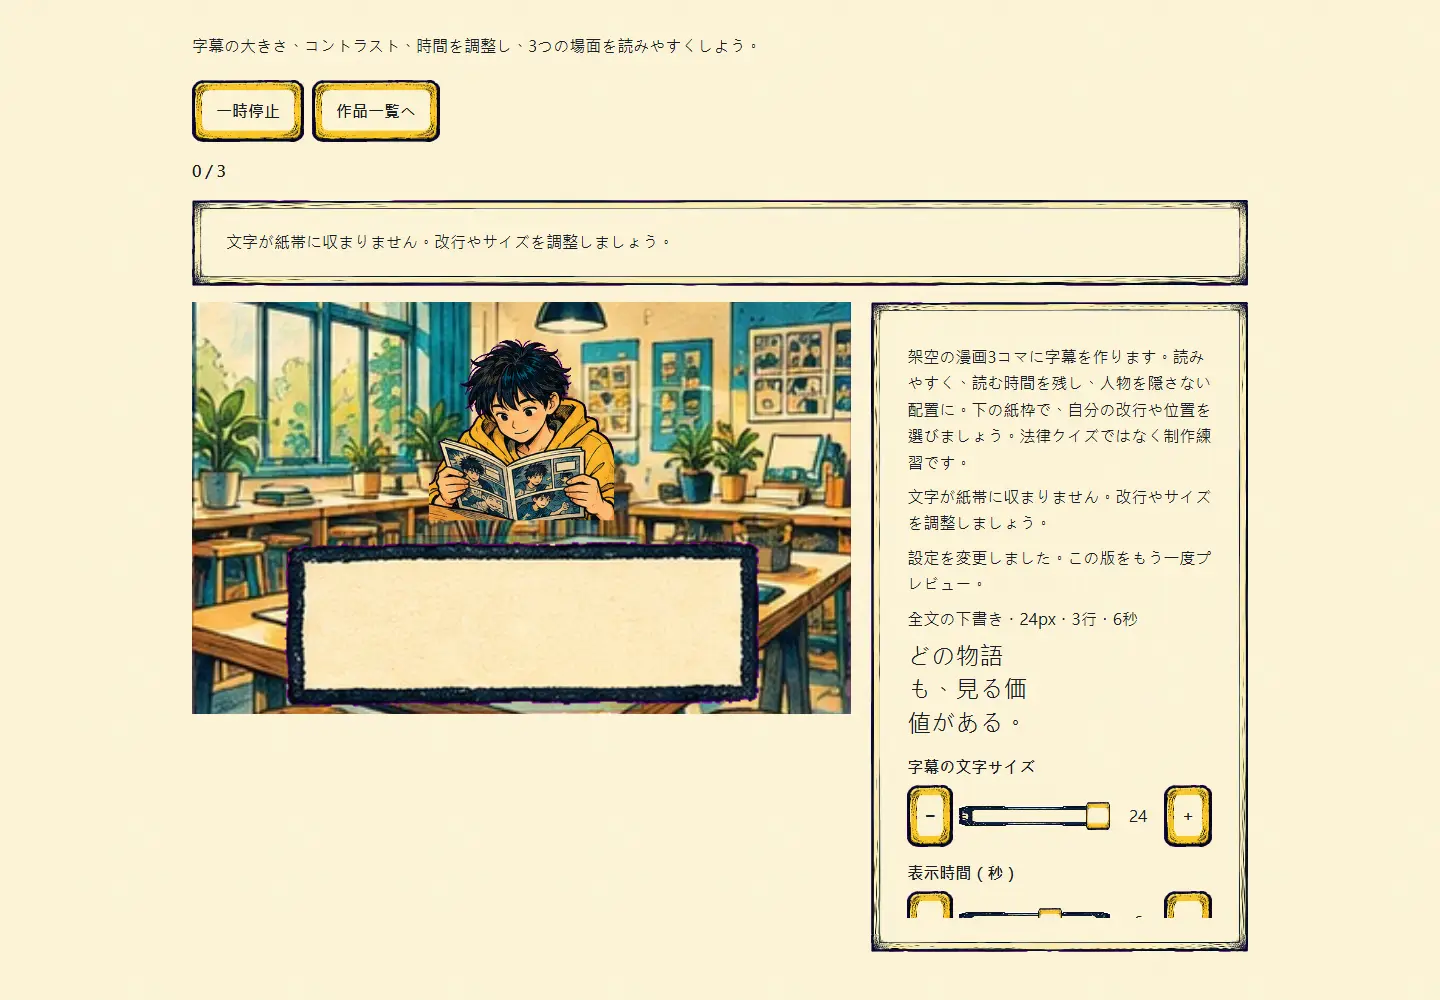 字幕の大きさ、コントラスト、時間を調整し、3つの場面を読みやすくしよう。
一時停止
作品一覧へ
0 / 3
文字が紙帯に収まりません。改行やサイズを調整しましょう。
架空の漫画3コマに字幕を作ります。読み
やすく、読む時間を残し、人物を隠さない
配置に。下の紙枠で、自分の改行や位置を
選びましょう。法律クイズではなく制作練
習です。
文字が紙帯に収まりません。改行やサイズ
を調整しましょう。
設定を変更しました。この版をもう一度プ
レビュー。
全文の下書き · 24px · 3行 · 6秒
どの物語
も、見る価
値がある。
字幕の文字サイズ
− 24 +
表示時間(秒)